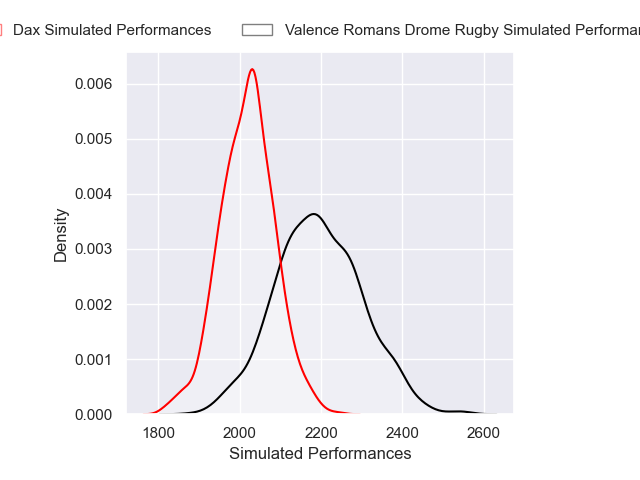 Dax Simulated Performances
Valence Romans Drome Rugby Simulated
0.006
0.005
0.004
0.003
0.002
0.001
0.000
Density
1800 2000 2200 2400 2600
Simulated Performances